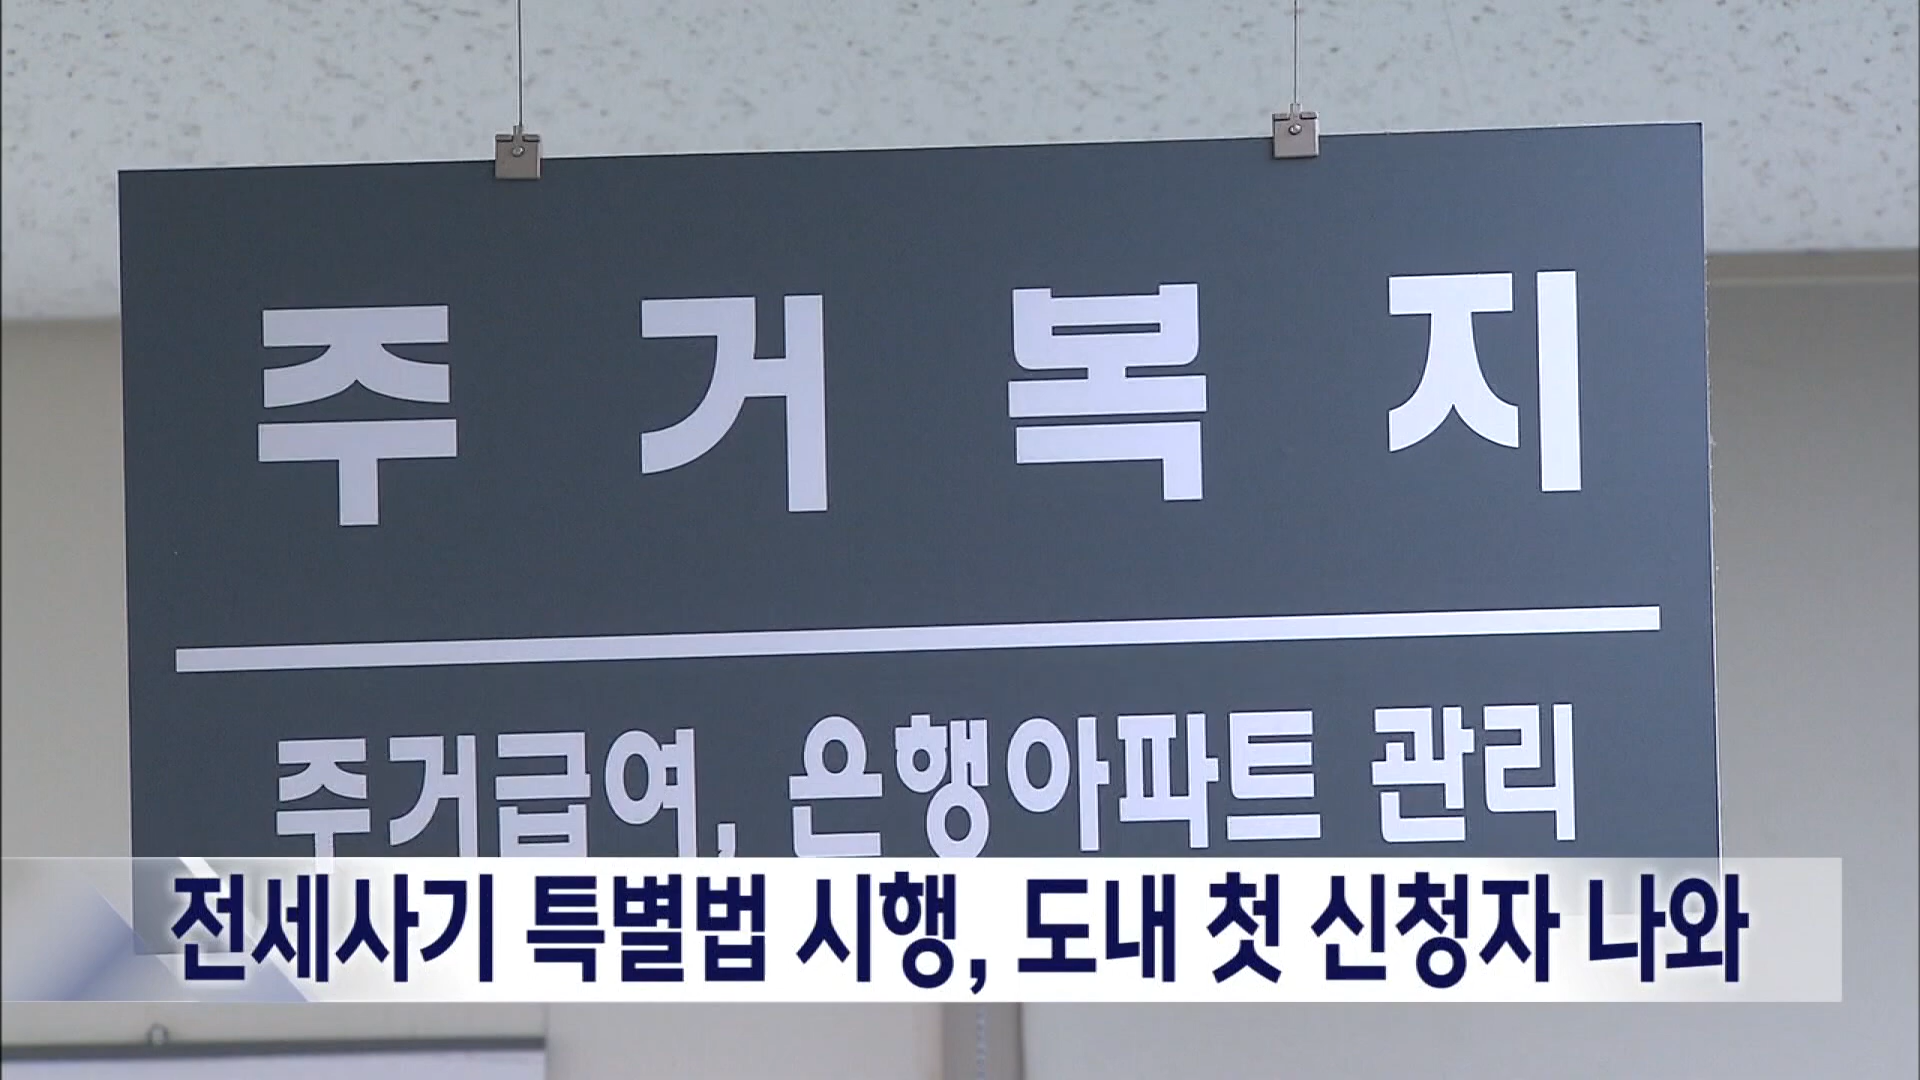 주거복지
주거급여, 은행아파트 관리
전세사기 특별법 시행, 도내 첫 신청자 나와